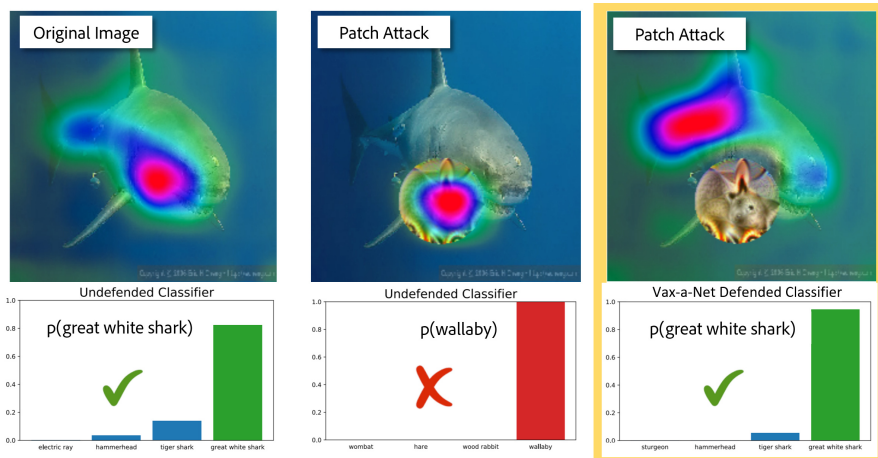 Original Image
Patch Attack
Patch Attack
Undefended Classifier
1.0
0.8
0.6
0.4
0.2
0.0
p(great white shark)
electric ray
hammerhead
tiger shark
great white shark
Undefended Classifier
1.0
0.8
0.6
0.4
0.2
0.0
p(wallaby)
wombat
hare
wood rabbit
wallaby
Vax-a-Net Defended Classifier
1.0
0.8
0.6
0.4
0.2
0.0
p(great white shark)
sturgeon
hammerhead
tiger shark
great white shark